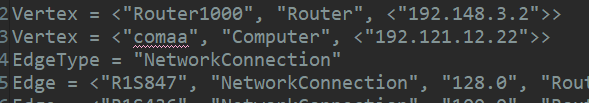 2 Vertex = <"Router1000", "Router", <"192.148.3.2">>
3 Vertex = <"comaa", "Computer", <"192.121.12.22">>
4 EdgeType = "NetworkConnection"
5 Edge = <"R1S847", "NetworkConnection", "128.0", "Rout